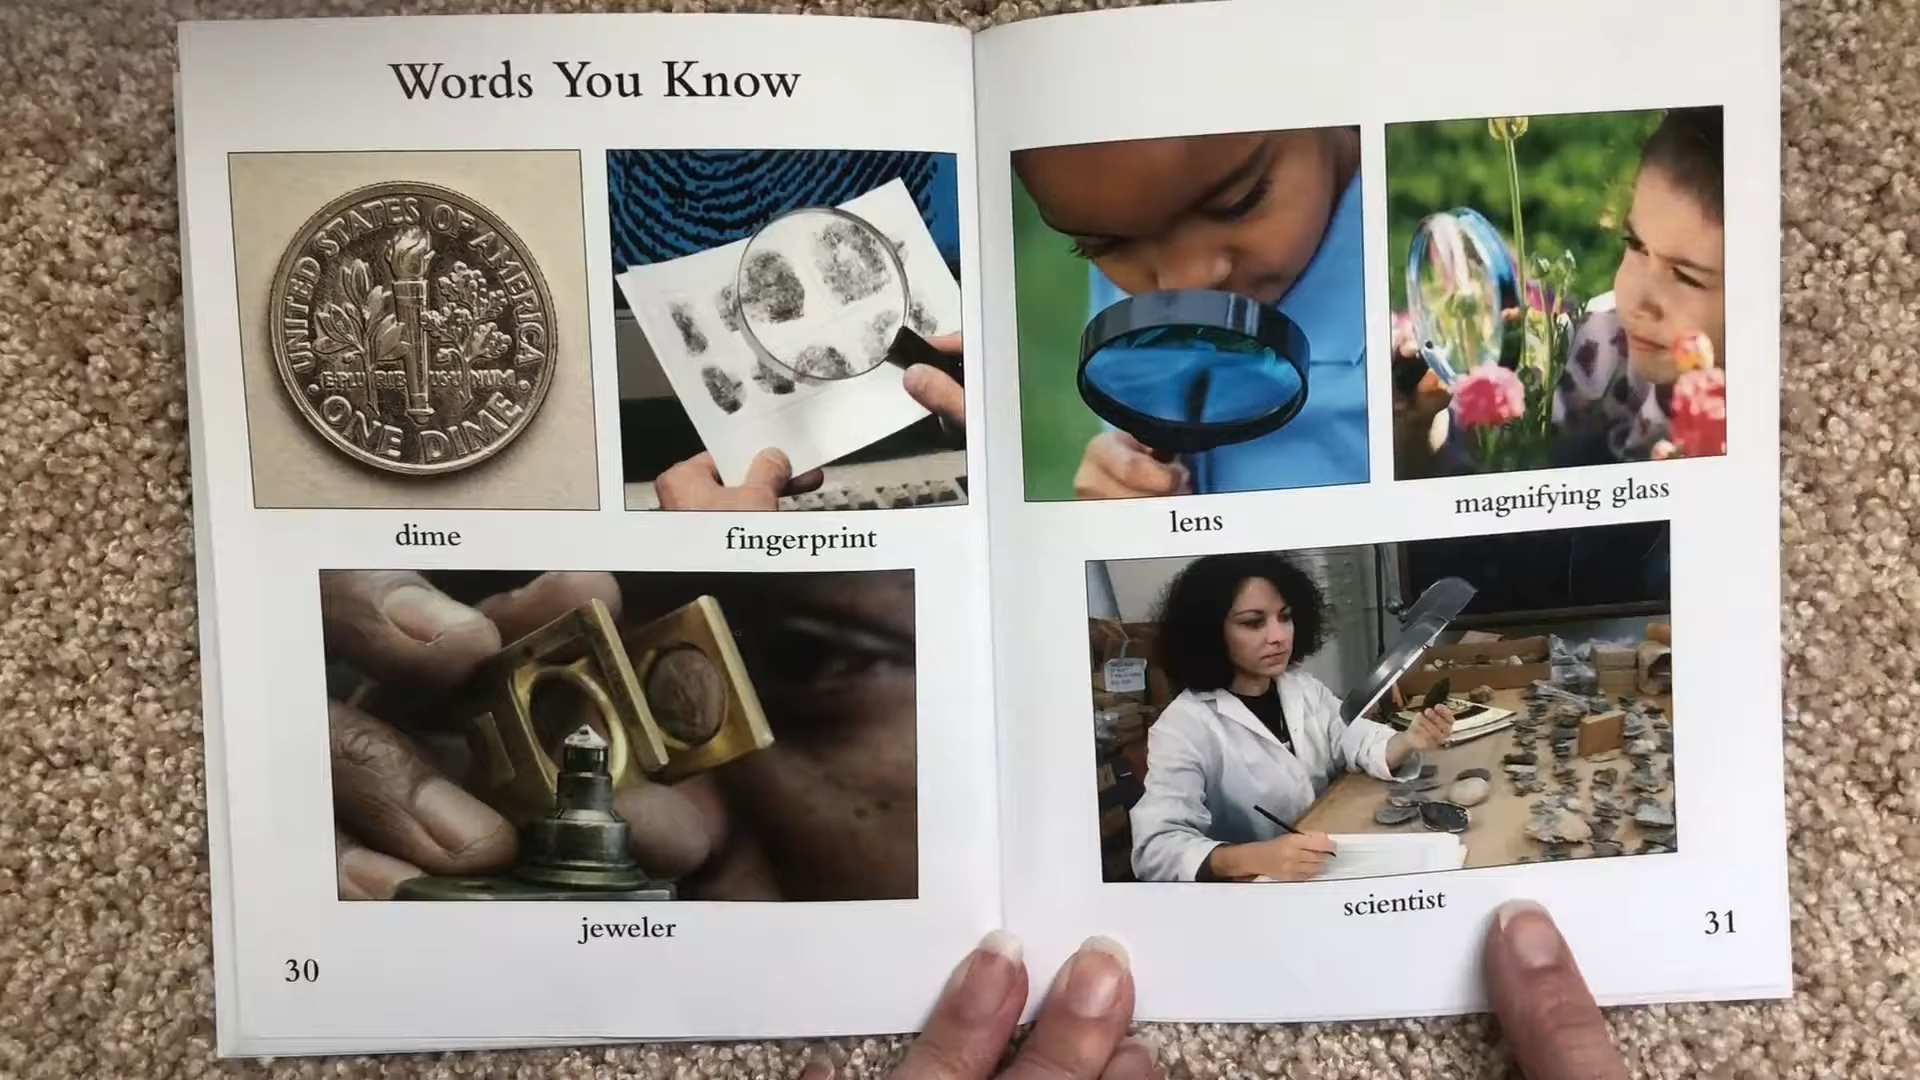 Words You Know
UNITED STATES OF AMERICA
E PLURIBUS UNUM
ONE DIME
dime
fingerprint
jeweler
30
lens
magnifying glass
scientist
31